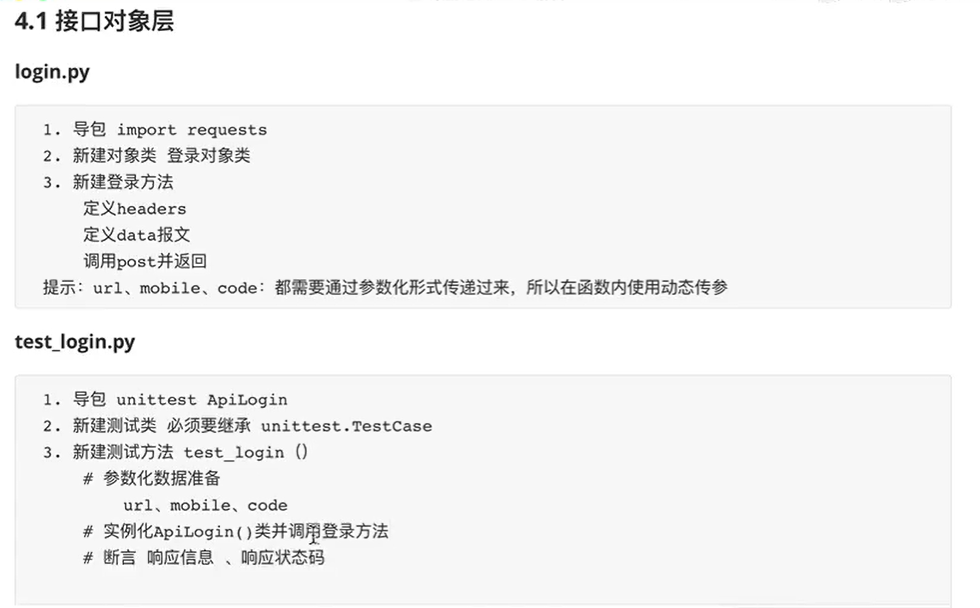 4.1 接口对象层
login.py
1. 导包 import requests
2. 新建对象类 登录对象类
3. 新建登录方法
定义headers
定义data报文
调用post并返回
提示：url、mobile、code：都需要通过参数化形式传递过来，所以在函数内使用动态传参
test_login.py
1. 导包 unittest ApiLogin
2. 新建测试类 必须要继承 unittest.TestCase
3. 新建测试方法 test_login（）
# 参数化数据准备
url、mobile、code
# 实例化ApiLogin()类并调用登录方法
# 断言 响应信息 、响应状态码